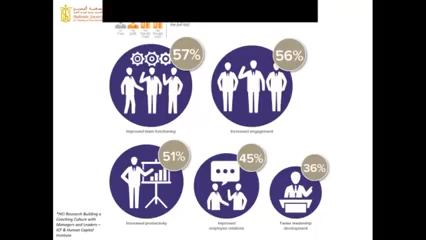 57%
56%
Improved team functioning
Increased engagement
51%
45%
36%
Increased productivity
Improved
employee relations
Faster leadership
development
*HCI Research Building a
Coaching Culture with
Managers and Leaders –
ICF & Human Capital
Institute